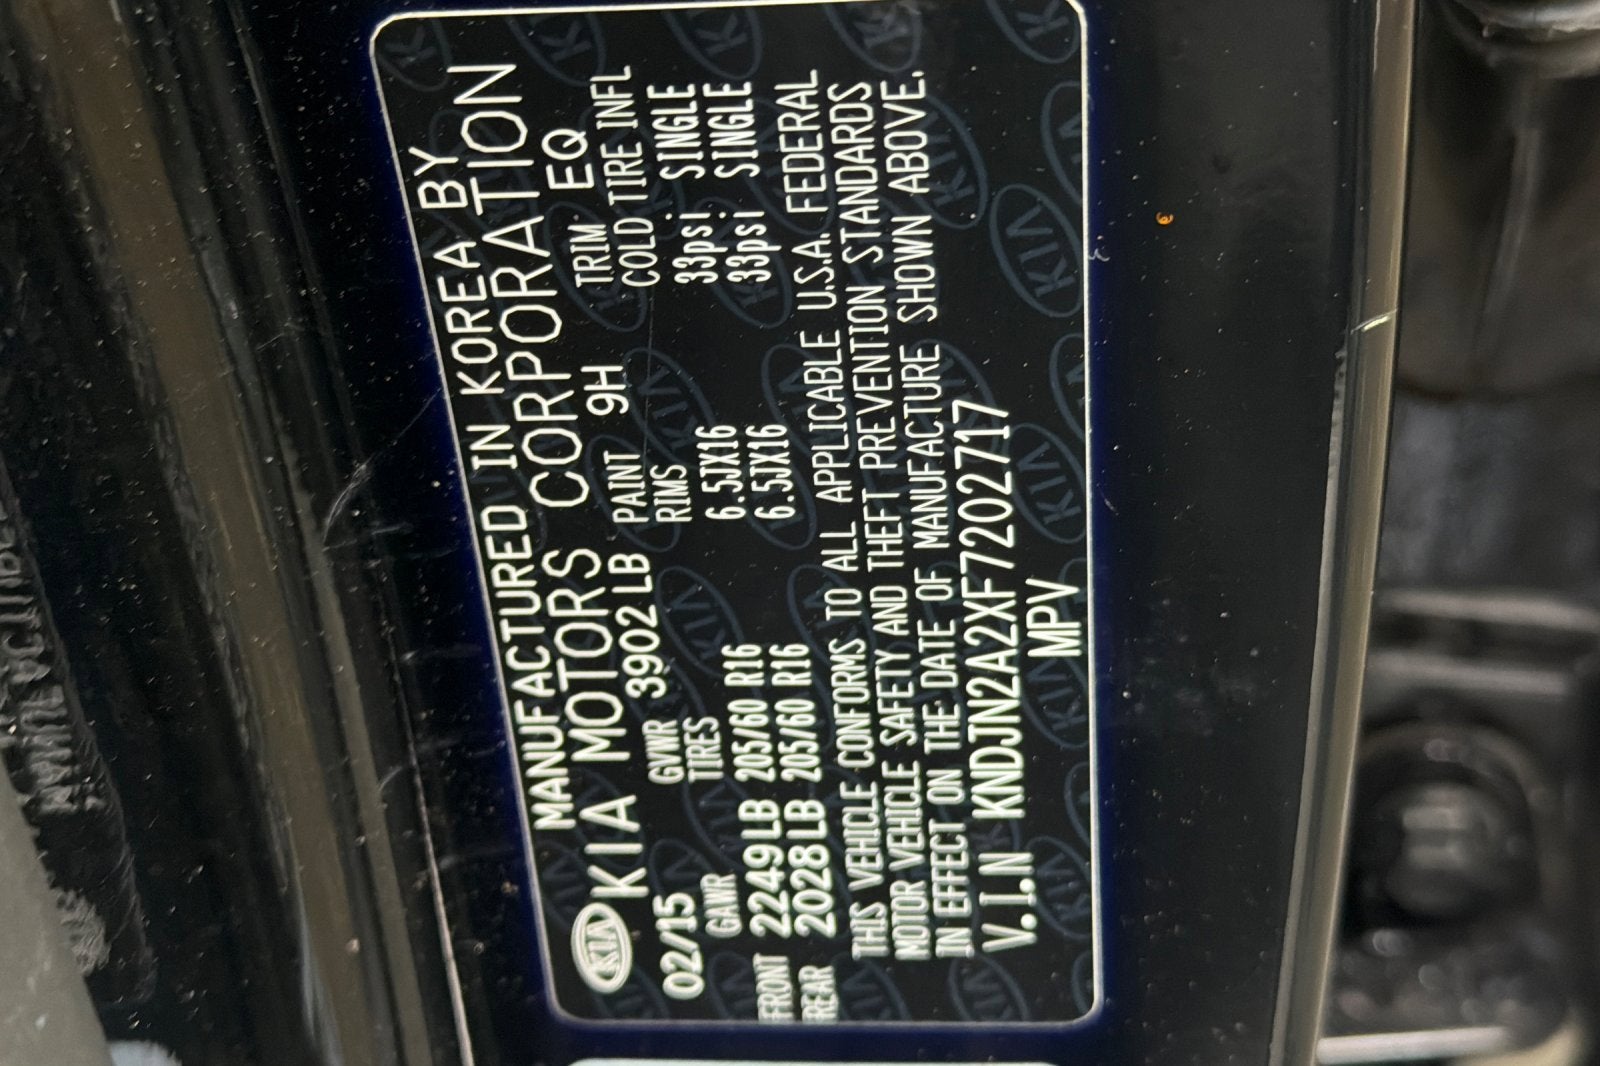 MANUFACTURED IN KOREA BY
KIA KIA MOTORS CORPORATION
02/15 GVWR 3902 LB PAINT 9H TRIM EQ
GAWR TIRES RIMS COLD TIRE INFL
FRONT 2249LB 205/60 R16 6.5JX16 33psi SINGLE
REAR 2028LB 205/60 R16 6.5JX16 33psi SINGLE
THIS VEHICLE CONFORMS TO ALL APPLICABLE U.S.A. FEDERAL
MOTOR VEHICLE SAFETY AND THEFT PREVENTION STANDARDS
IN EFFECT ON THE DATE OF MANUFACTURE SHOWN ABOVE.
V.I.N KNDJN2A2XF7202717
MPV